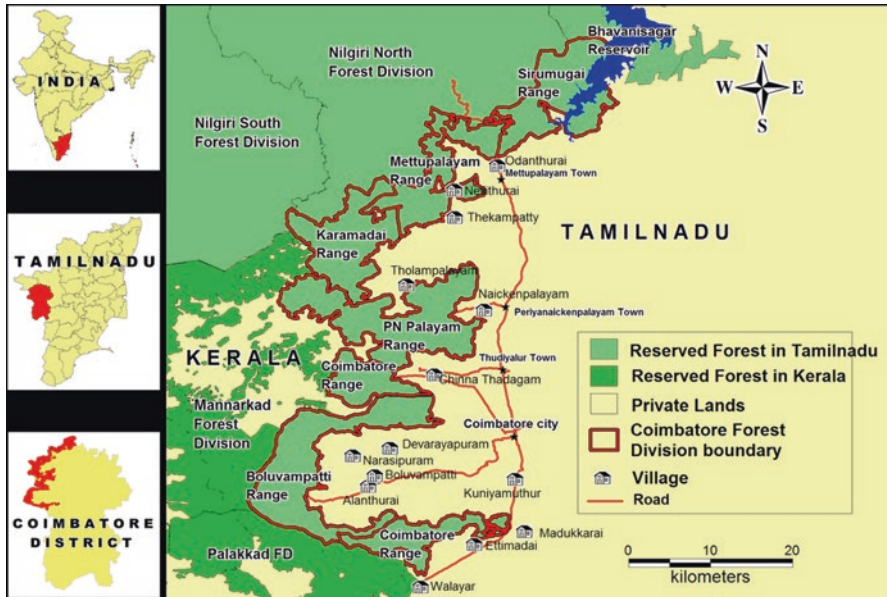 INDIA
TAMILNADU
COIMBATORE
DISTRICT
Nilgiri North
Forest Division
Bhavanisagar
Reservoir
Sirumugai
Range
N
W
E
S
Nilgiri South
Forest Division
Mettupalayam
Range
Odanthurai
Mettupalayam Town
Nellithurai
Thekampatty
Karamadai
Range
TAMILNADU
Tholampalayam
Naickenpalayam
Periyanaickenpalayam Town
PN Palayam
Range
KERALA
Coimbatore
Range
Thudiyalur Town
Chinna Thadagam
Mannarkad
Forest
Division
Coimbatore city
Devarayapuram
Narasipuram
Boluvampatti
Boluvampatti
Range
Alanthurai
Kuniyamuthur
Coimbatore
Range
Madukkarai
Ettimadai
Palakkad FD
Walayar
Reserved Forest in Tamilnadu
Reserved Forest in Kerala
Private Lands
Coimbatore Forest
Division boundary
Village
Road
0 10 20
kilometers